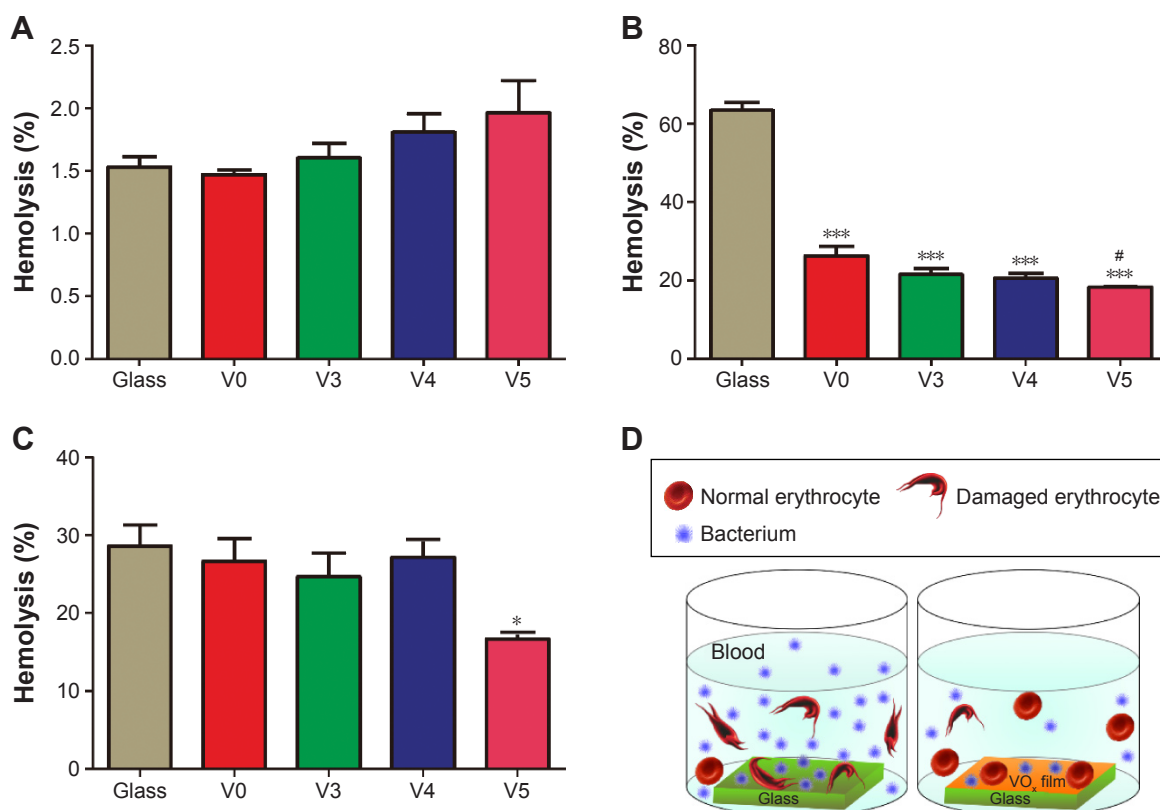 A
Hemolysis (%)
2.5
2.0
1.5
1.0
0.5
0.0
Glass V0 V3 V4 V5
B
Hemolysis (%)
80
60
40
20
0
*** *** *** # ***
Glass V0 V3 V4 V5
C
Hemolysis (%)
40
30
20
10
0
*
Glass V0 V3 V4 V5
D
Normal erythrocyte Damaged erythrocyte
Bacterium
Blood
Glass
VOx film
Glass